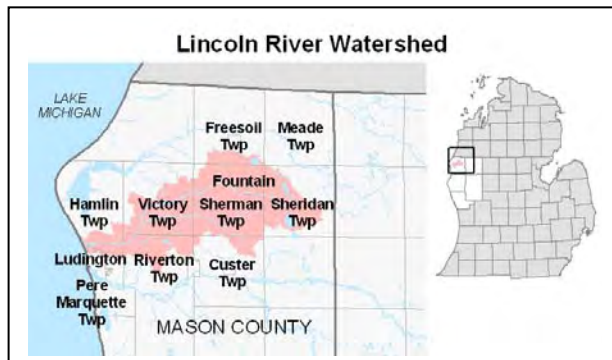 Lincoln River Watershed
LAKE
MICHIGAN
Freesoil
Twp
Meade
Twp
Fountain
Hamlin
Twp
Victory
Twp
Sherman
Twp
Sheridan
Twp
Ludington
Riverton
Twp
Custer
Twp
Pere
Marquette
Twp
MASON COUNTY